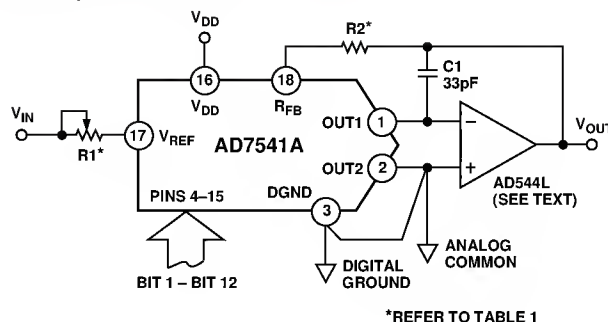 VDD
R2*
C1
33pF
16
18
VIN
VDD
RFB
VOUT
17
VREF
OUT1
1
–
R1*
AD7541A
OUT2
2
+
AD544L
(SEE TEXT)
PINS 4–15
DGND
3
ANALOG
COMMON
DIGITAL
GROUND
BIT 1 – BIT 12
*REFER TO TABLE 1